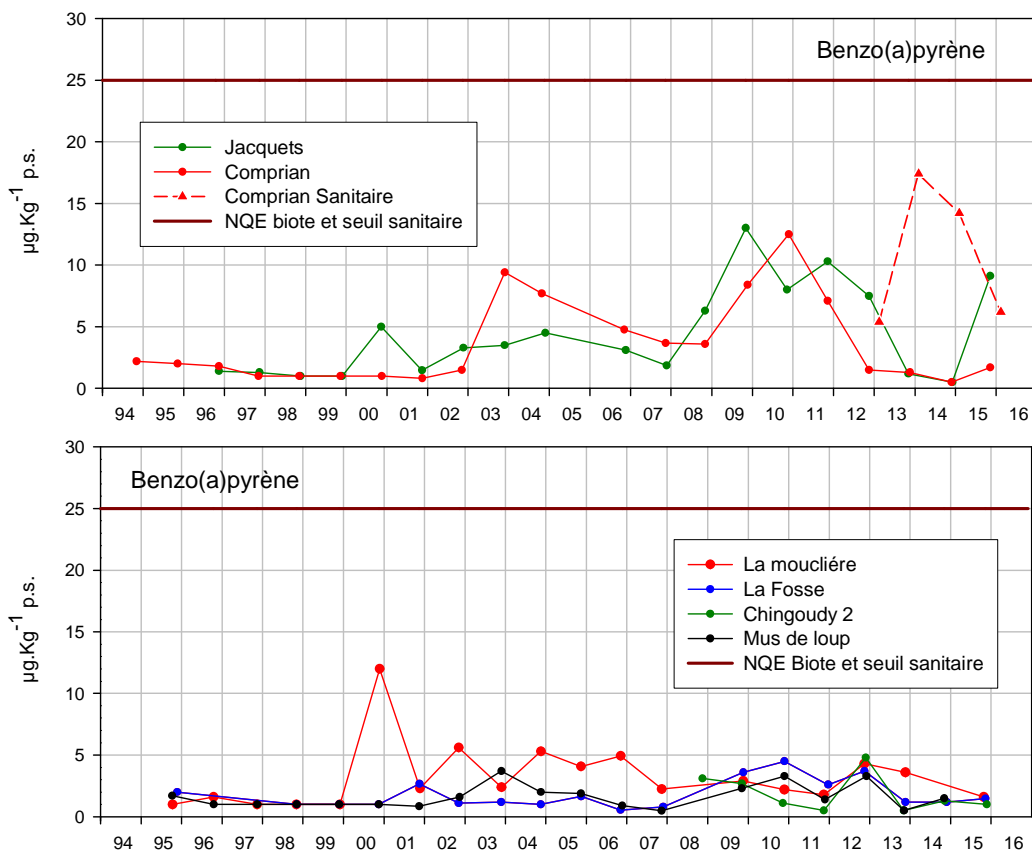 30
25
20
15
10
5
0
µg.Kg-1 p.s.
Benzo(a)pyrène
Jacquets
Comprian
Comprian Sanitaire
NQE biote et seuil sanitaire
94 95 96 97 98 99 00 01 02 03 04 05 06 07 08 09 10 11 12 13 14 15 16
30
25
20
15
10
5
0
µg.Kg-1 p.s.
Benzo(a)pyrène
La mouclière
La Fosse
Chingoudy 2
Mus de loup
NQE Biote et seuil sanitaire
94 95 96 97 98 99 00 01 02 03 04 05 06 07 08 09 10 11 12 13 14 15 16